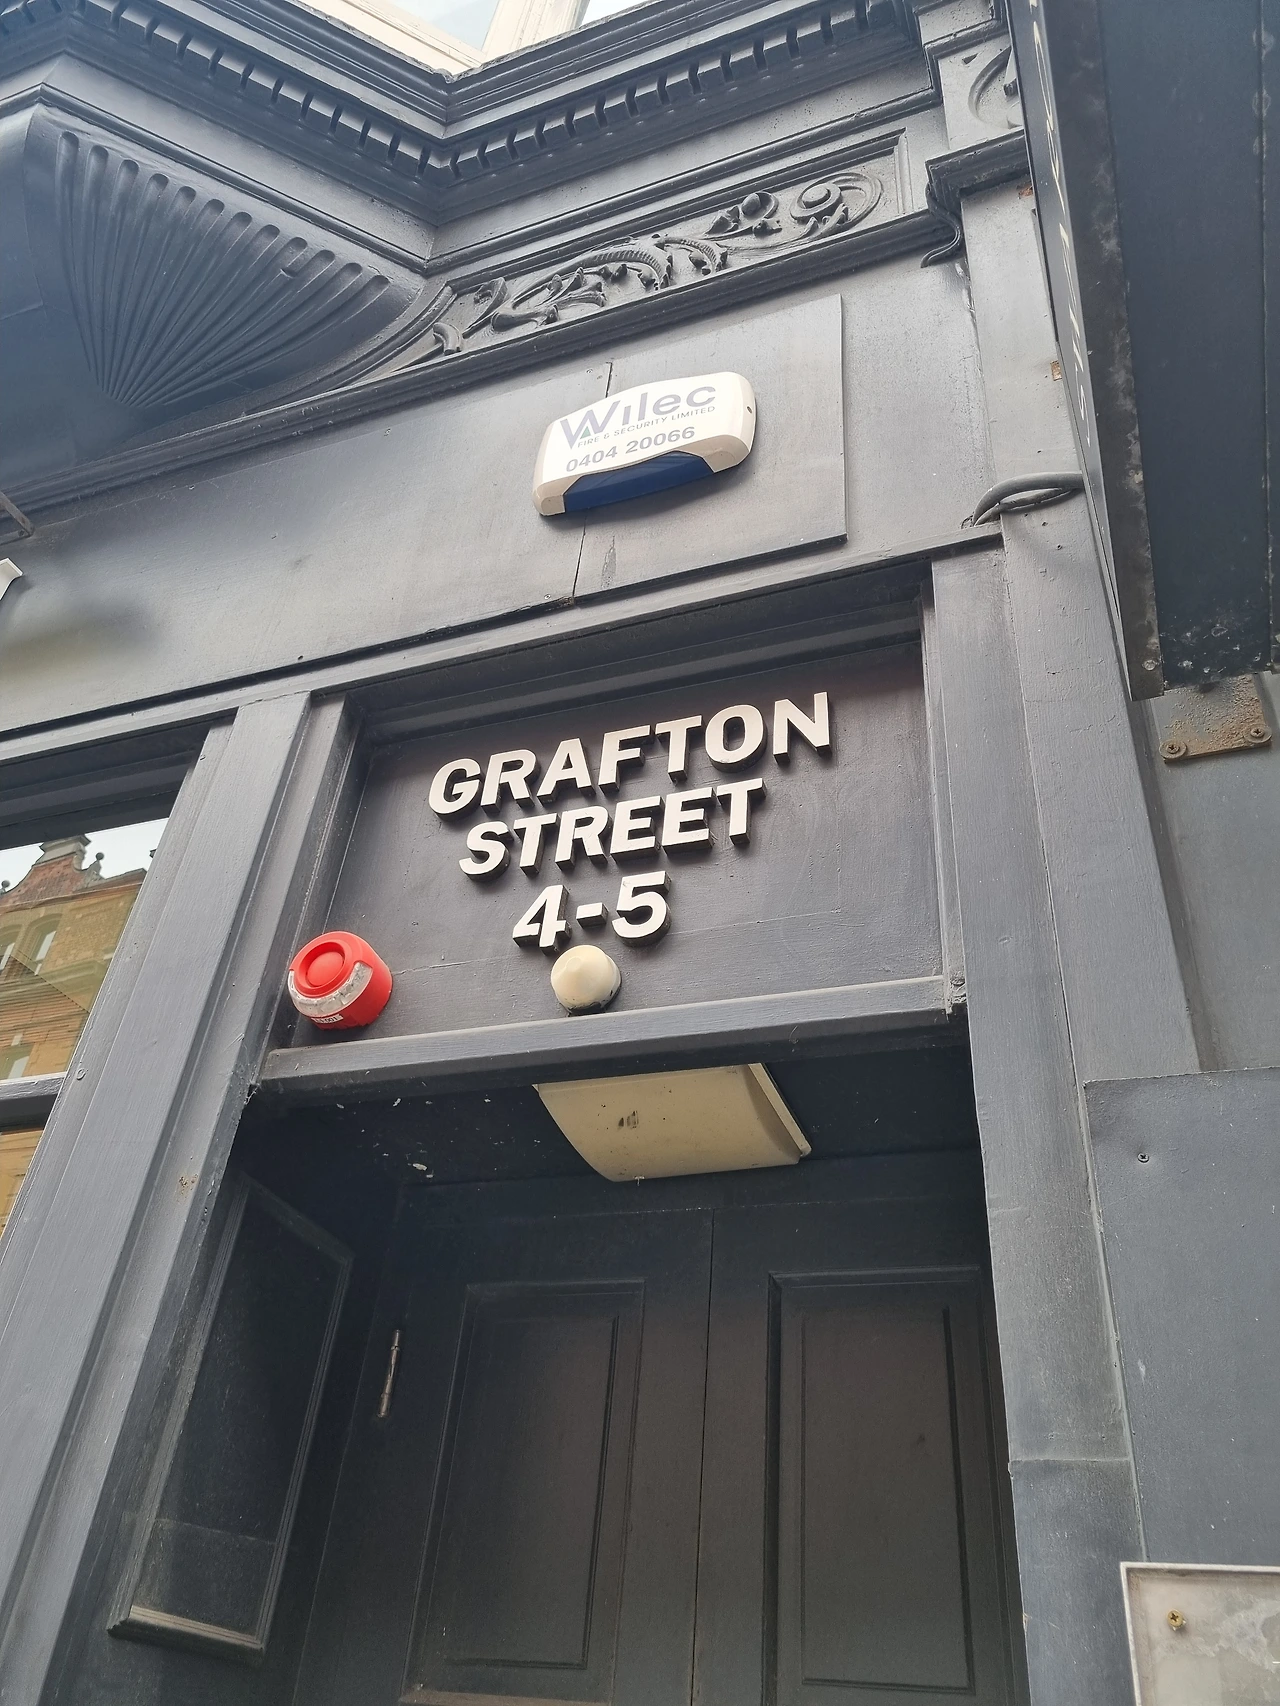 Wilec
FIRE & SECURITY LIMITED
0404 20066
GRAFTON
STREET
4-5